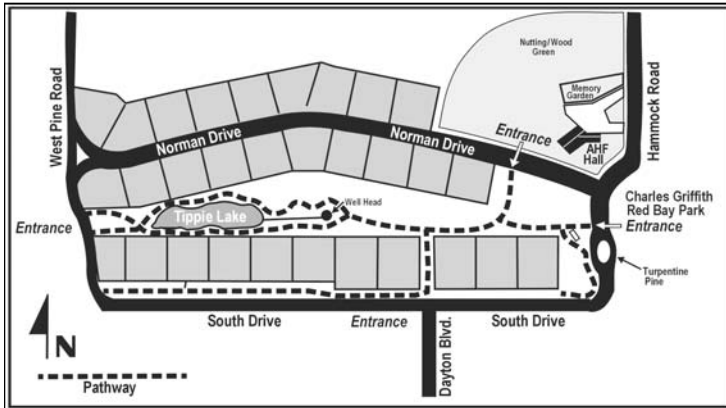 Nutting/Wood
Green
Memory
Garden
AHF
Hall
West Pine Road
Hammock Road
Norman Drive
Norman Drive
Entrance
Charles Griffith
Red Bay Park
Entrance
Well Head
Tippie Lake
Entrance
Turpentine
Pine
South Drive
Entrance
South Drive
Dayton Blvd.
N
Pathway